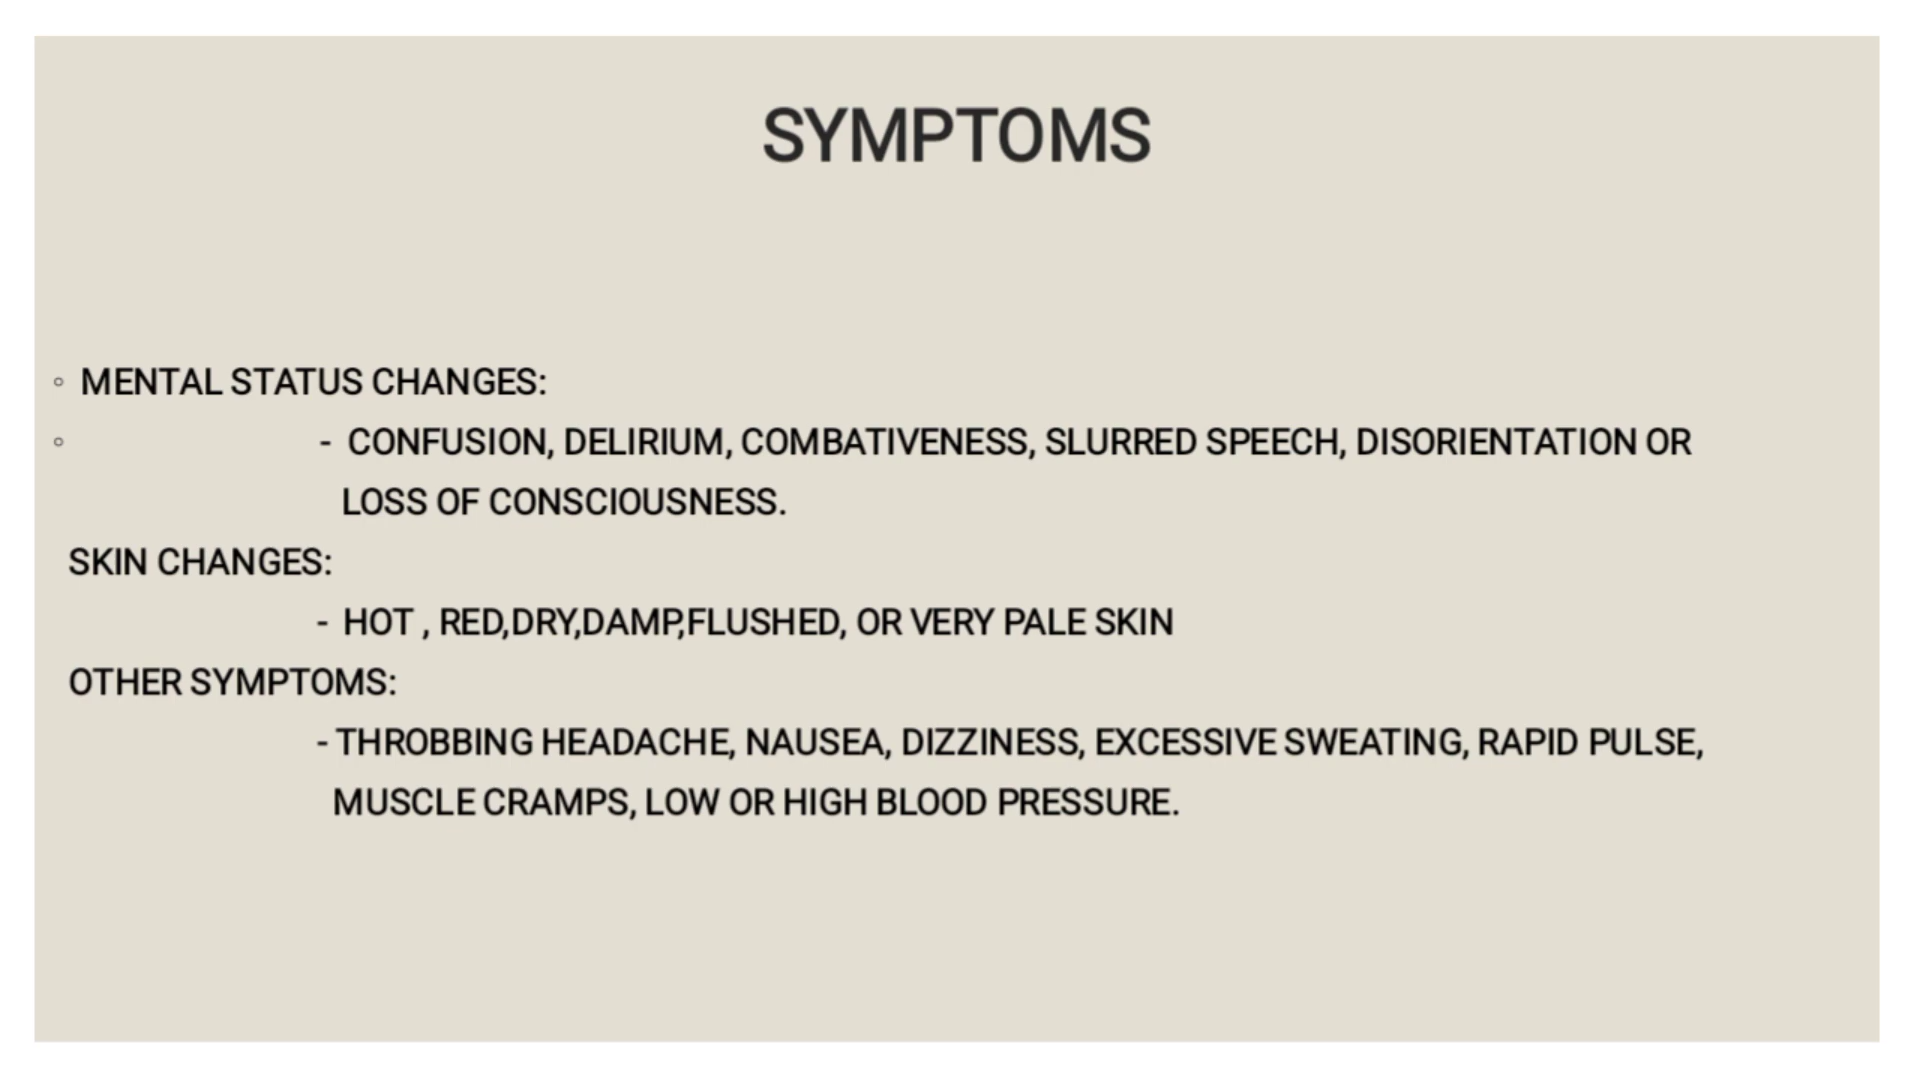 SYMPTOMS
◦ MENTAL STATUS CHANGES:
◦ - CONFUSION, DELIRIUM, COMBATIVENESS, SLURRED SPEECH, DISORIENTATION OR
LOSS OF CONSCIOUSNESS.
SKIN CHANGES:
- HOT , RED,DRY,DAMP,FLUSHED, OR VERY PALE SKIN
OTHER SYMPTOMS:
- THROBBING HEADACHE, NAUSEA, DIZZINESS, EXCESSIVE SWEATING, RAPID PULSE,
MUSCLE CRAMPS, LOW OR HIGH BLOOD PRESSURE.